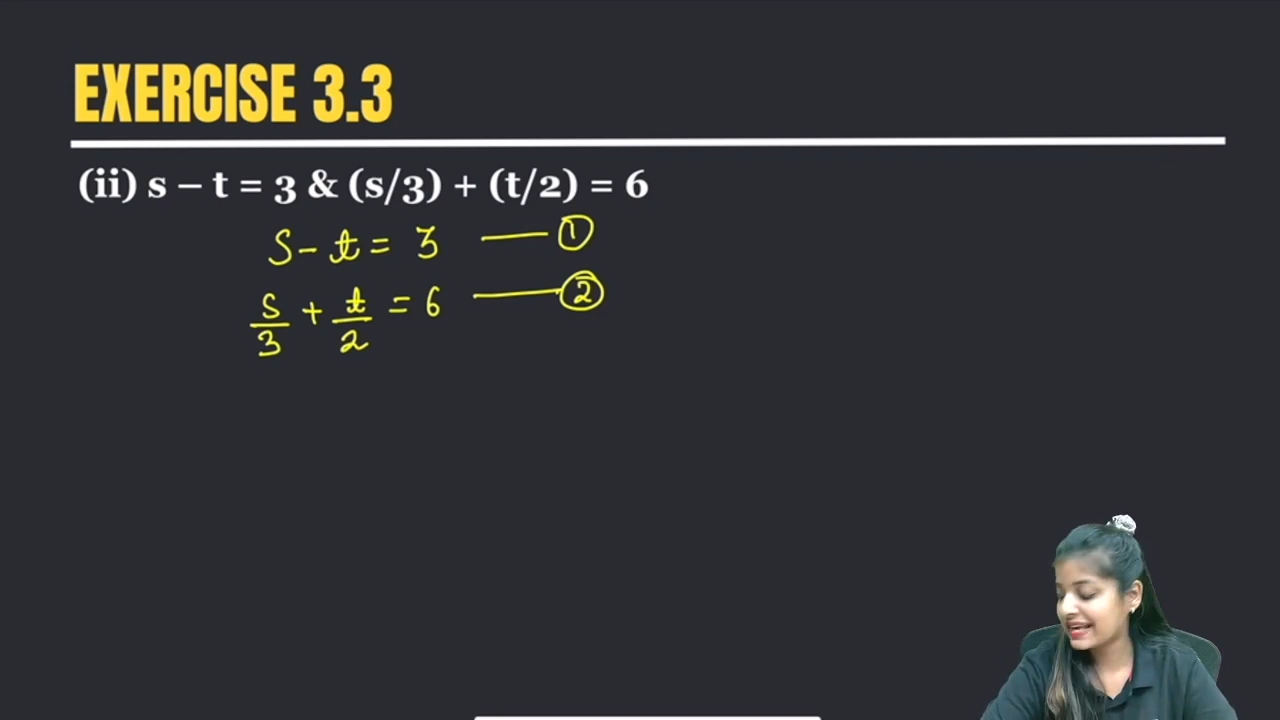 EXERCISE 3.3
(ii) s – t = 3 & (s/3) + (t/2) = 6
S - t = 3 —— ①
s/3 + t/2 = 6 —— ②